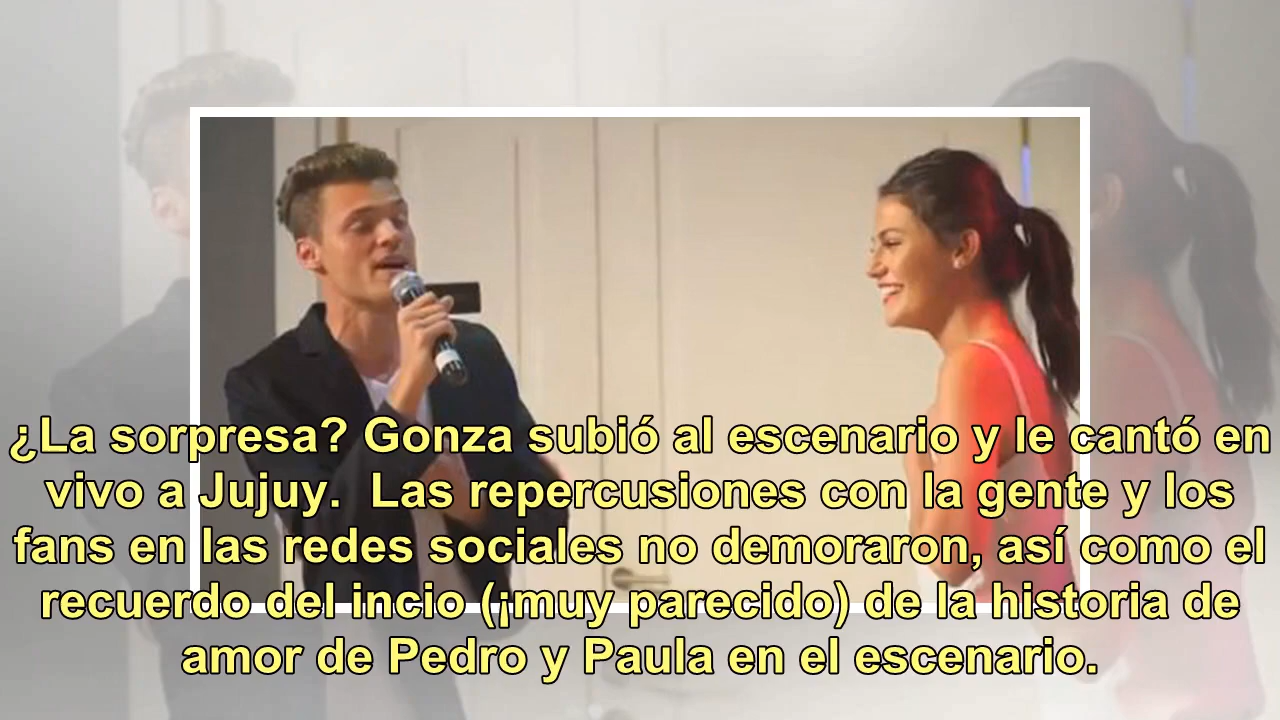 ¿La sorpresa? Gonza subió al escenario y le cantó en
vivo a Jujuy.  Las repercusiones con la gente y los
fans en las redes sociales no demoraron, así como el
recuerdo del incio (¡muy parecido) de la historia de
amor de Pedro y Paula en el escenario.